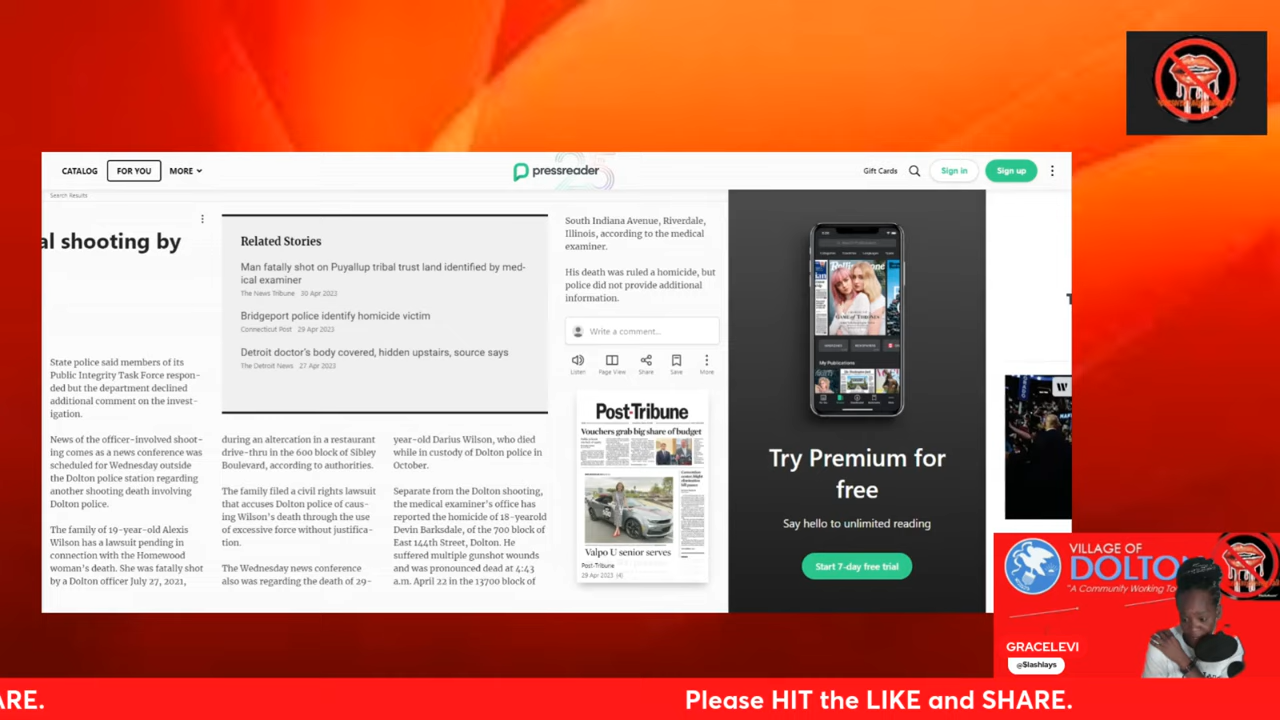 CATALOG
FOR YOU
MORE
pressreader
Gift Cards
Sign in
Sign up
Search Results
al shooting by
State police said members of its
Public Integrity Task Force respon-
ded but the department declined
additional comment on the invest-
igation.
News of the officer-involved shoot-
ing comes as a news conference was
scheduled for Wednesday outside
the Dolton police station regarding
another shooting death involving
Dolton police.
The family of 19-year-old Alexis
Wilson has a lawsuit pending in
connection with the Homewood
woman's death. She was fatally shot
by a Dolton officer July 27, 2021,
Related Stories
Man fatally shot on Puyallup tribal trust land identified by med-
ical examiner
The News Tribune 30 Apr 2023
Bridgeport police identify homicide victim
Connecticut Post 29 Apr 2023
Detroit doctor's body covered, hidden upstairs, source says
The Detroit News 27 Apr 2023
during an altercation in a restaurant
drive-thru in the 600 block of Sibley
Boulevard, according to authorities.
The family filed a civil rights lawsuit
that accuses Dolton police of caus-
ing Wilson's death through the use
of excessive force without justifica-
tion.
The Wednesday news conference
also was regarding the death of 29-
year-old Darius Wilson, who died
while in custody of Dolton police in
October.
Separate from the Dolton shooting,
the medical examiner's office has
reported the homicide of 18-yearold
Devin Barksdale, of the 700 block of
East 144th Street, Dolton. He
suffered multiple gunshot wounds
and was pronounced dead at 4:43
a.m. April 22 in the 13700 block of
South Indiana Avenue, Riverdale,
Illinois, according to the medical
examiner.
His death was ruled a homicide, but
police did not provide additional
information.
Write a comment...
Listen
Page View
Share
Save
More
Post-Tribune
Vouchers grab big share of budget
Valpo U senior serves
Post-Tribune
29 Apr 2023 (4)
My Publications
Try Premium for
free
Say hello to unlimited reading
Start 7-day free trial
W
VILLAGE OF
DOLTON
"A Community Working To
GRACELEVI
@$lashlays
ARE.
Please HIT the LIKE and SHARE.